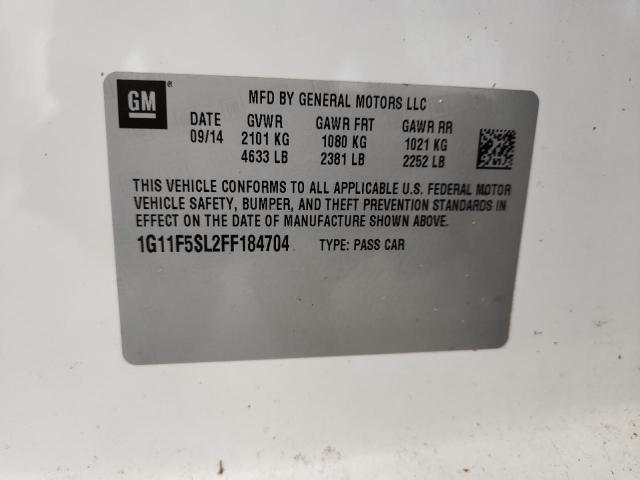 GM ®
MFD BY GENERAL MOTORS LLC
DATE GVWR GAWR FRT GAWR RR
09/14 2101 KG 1080 KG 1021 KG
4633 LB 2381 LB 2252 LB
THIS VEHICLE CONFORMS TO ALL APPLICABLE U.S. FEDERAL MOTOR
VEHICLE SAFETY, BUMPER, AND THEFT PREVENTION STANDARDS IN
EFFECT ON THE DATE OF MANUFACTURE SHOWN ABOVE.
1G11F5SL2FF184704 TYPE: PASS CAR